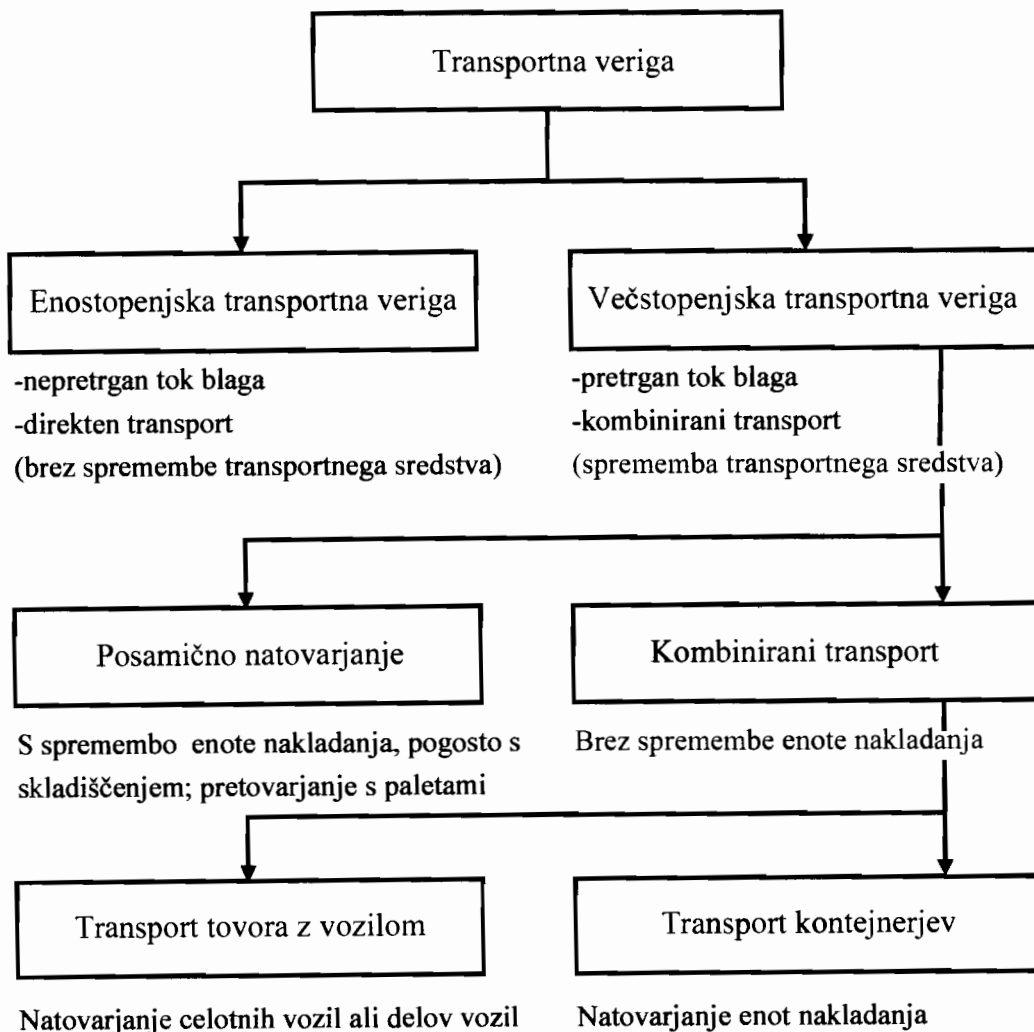 Transportna veriga
Enostopenjska transportna veriga
-nepretrgan tok blaga
-direkten transport
(brez spremembe transportnega sredstva)
Večstopenjska transportna veriga
-pretrgan tok blaga
-kombinirani transport
(sprememba transportnega sredstva)
Posamično natovarjanje
S spremembo enote nakladanja, pogosto s
skladiščenjem; pretovarjanje s paletami
Kombinirani transport
Brez spremembe enote nakladanja
Transport tovora z vozilom
Natovarjanje celotnih vozil ali delov vozil
Transport kontejnerjev
Natovarjanje enot nakladanja